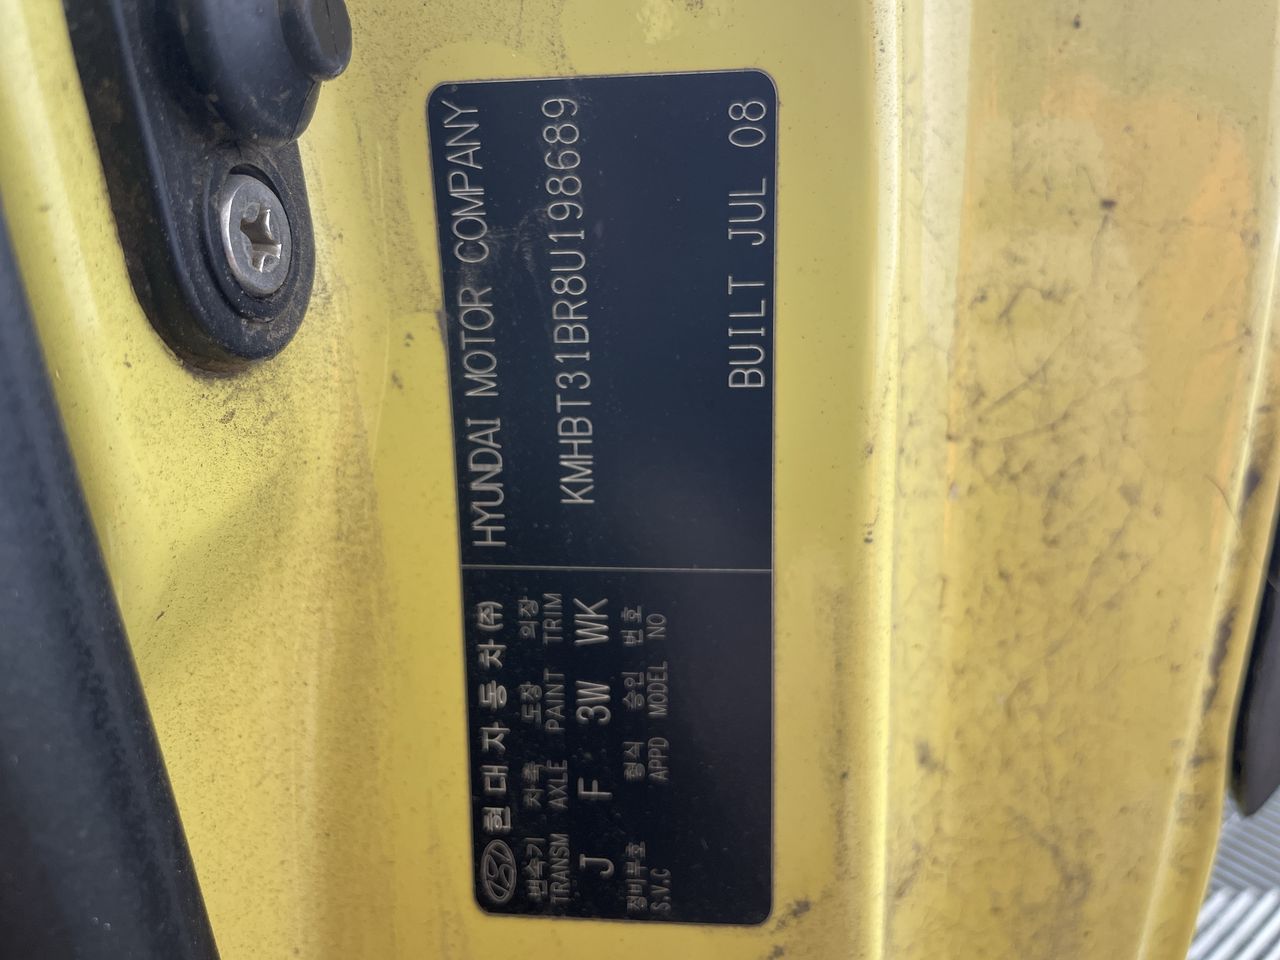 현대자동차(주)
변속기 차축 도장 의장
TRANSM AXLE PAINT TRIM
J F 3W WK
정비부호 형식 승인 번호
S.V.C APPD MODEL NO
HYUNDAI MOTOR COMPANY
KMHBT31BR8U198689
BUILT JUL 08